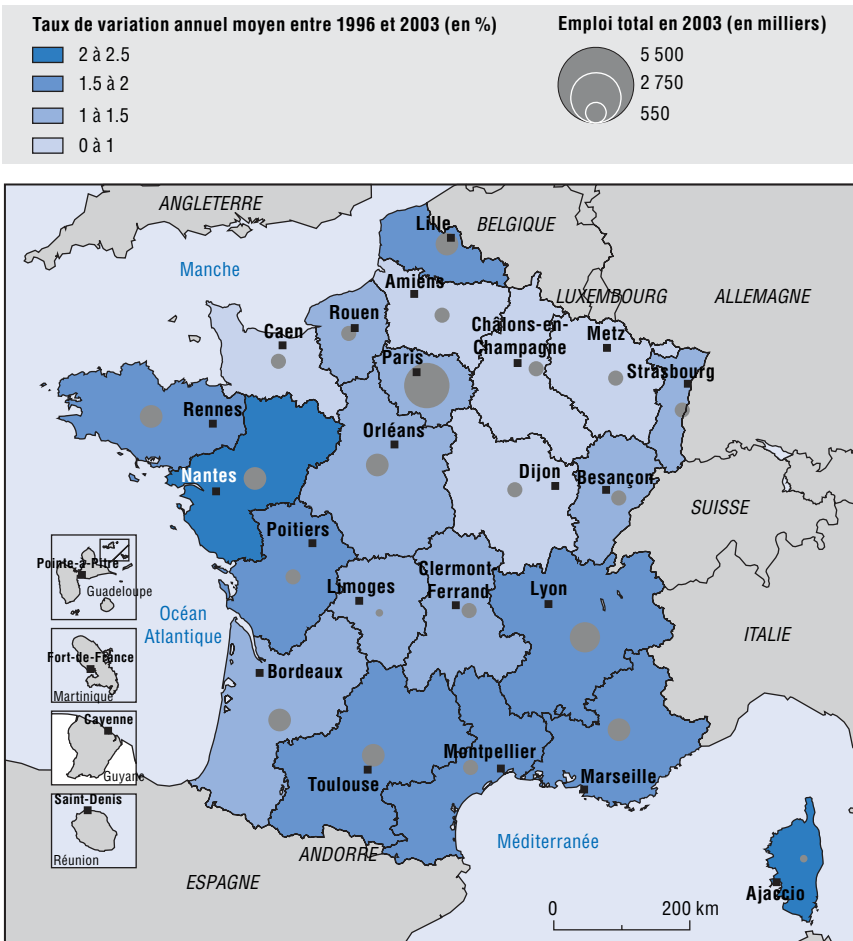 Taux de variation annuel moyen entre 1996 et 2003 (en %)
2 à 2.5
1.5 à 2
1 à 1.5
0 à 1
Emploi total en 2003 (en milliers)
5 500
2 750
550
ANGLETERRE
Lille
BELGIQUE
Manche
Amiens
LUXEMBOURG
ALLEMAGNE
Rouen
Caen
Châlons-en-
Champagne
Metz
Paris
Strasbourg
Rennes
Orléans
Nantes
Dijon
Besançon
SUISSE
Poitiers
Pointe-à-Pitre
Guadeloupe
Limoges
Clermont-
Ferrand
Lyon
Océan
Atlantique
ITALIE
Fort-de-France
Martinique
Bordeaux
Cayenne
Guyane
Montpellier
Toulouse
Marseille
Saint-Denis
Réunion
ANDORRE
Méditerranée
ESPAGNE
Ajaccio
0 200 km